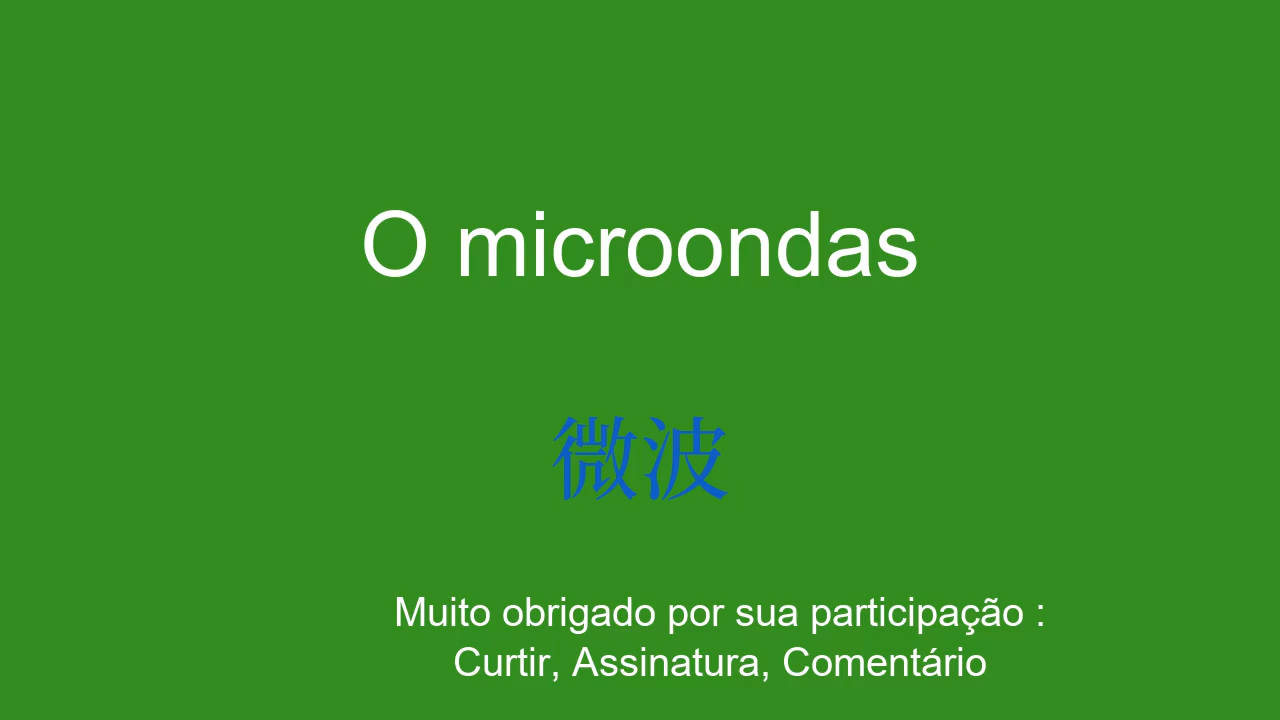 O microondas
微波
Muito obrigado por sua participação :
Curtir, Assinatura, Comentário